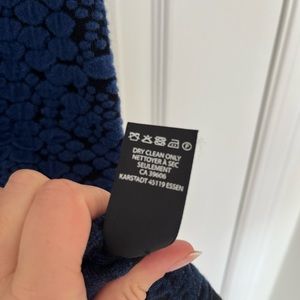 DRY CLEAN ONLY
NETTOYER À SEC
SEULEMENT
CA 39606
KARSTADT 45119 ESSEN